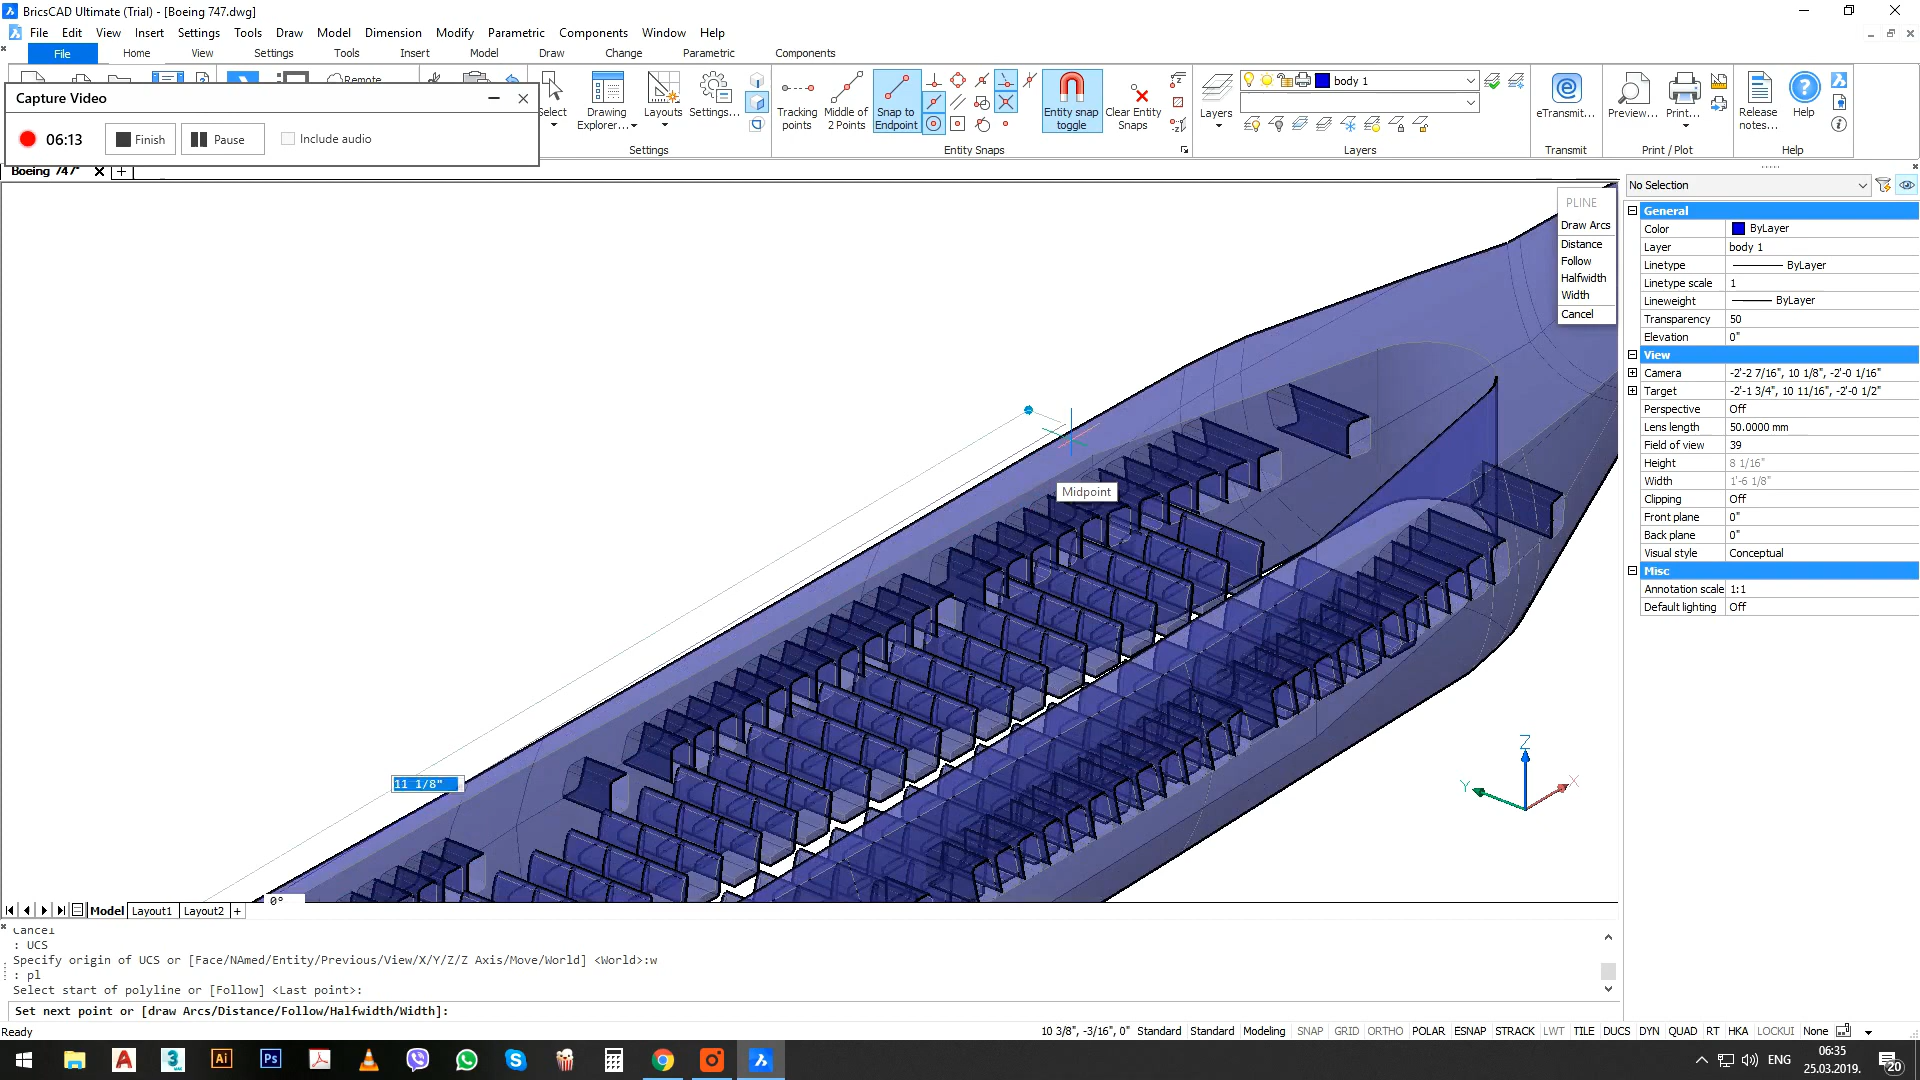 BricsCAD Ultimate (Trial) - [Boeing 747.dwg]
File Edit View Insert Settings Tools Draw Model Dimension Modify Parametric Components Window Help
File Home View Settings Tools Insert Model Draw Change Parametric Components
Remote
Capture Video
06:13 Finish Pause Include audio
Select
Drawing Explorer...
Layouts
Settings...
Settings
Tracking points
Middle of 2 Points
Snap to Endpoint
Entity snap toggle
Clear Entity Snaps
Entity Snaps
Layers
body 1
Layers
eTransmit...
Transmit
Preview...
Print...
Print / Plot
Release notes...
Help
Help
Boeing 747*
PLINE
Draw Arcs
Distance
Follow
Halfwidth
Width
Cancel
Midpoint
11 1/8"
0°
Z
Y
X
No Selection
General
Color ByLayer
Layer body 1
Linetype ByLayer
Linetype scale 1
Lineweight ByLayer
Transparency 50
Elevation 0"
View
Camera -2'-2 7/16", 10 1/8", -2'-0 1/16"
Target -2'-1 3/4", 10 11/16", -2'-0 1/2"
Perspective Off
Lens length 50.0000 mm
Field of view 39
Height 8 1/16"
Width 1'-6 1/8"
Clipping Off
Front plane 0"
Back plane 0"
Visual style Conceptual
Misc
Annotation scale 1:1
Default lighting Off
Model Layout1 Layout2 +
Cancel
: UCS
Specify origin of UCS or [Face/NAmed/Entity/Previous/View/X/Y/Z/Z Axis/Move/World] <World>:w
: pl
Select start of polyline or [Follow] <Last point>:
Set next point or [draw Arcs/Distance/Follow/Halfwidth/Width]:
Ready
10 3/8", -3/16", 0" Standard Standard Modeling SNAP GRID ORTHO POLAR ESNAP STRACK LWT TILE DUCS DYN QUAD RT HKA LOCKUI None
Ai Ps ENG
06:35
25.03.2019.
20